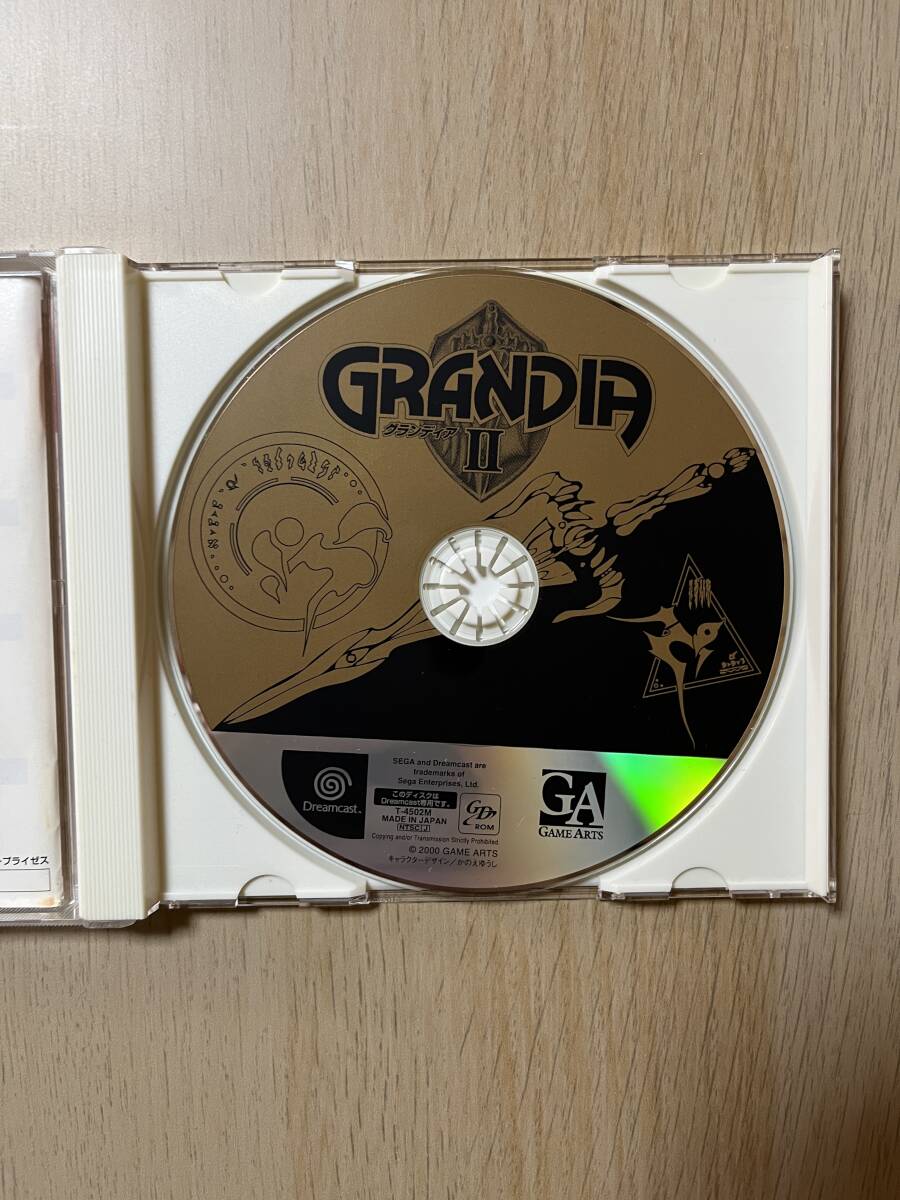 GRANDIA
グランディア
II
SEGA and Dreamcast are
trademarks of
Sega Enterprises, Ltd.
Dreamcast™
このディスクは
Dreamcast専用です。
T-4502M
MADE IN JAPAN
NTSC J
GD-ROM
Copying and/or Transmission Strictly Prohibited.
© 2000 GAME ARTS
キャラクターデザイン/かのえゆうし
GA
GAME ARTS
ープライゼス